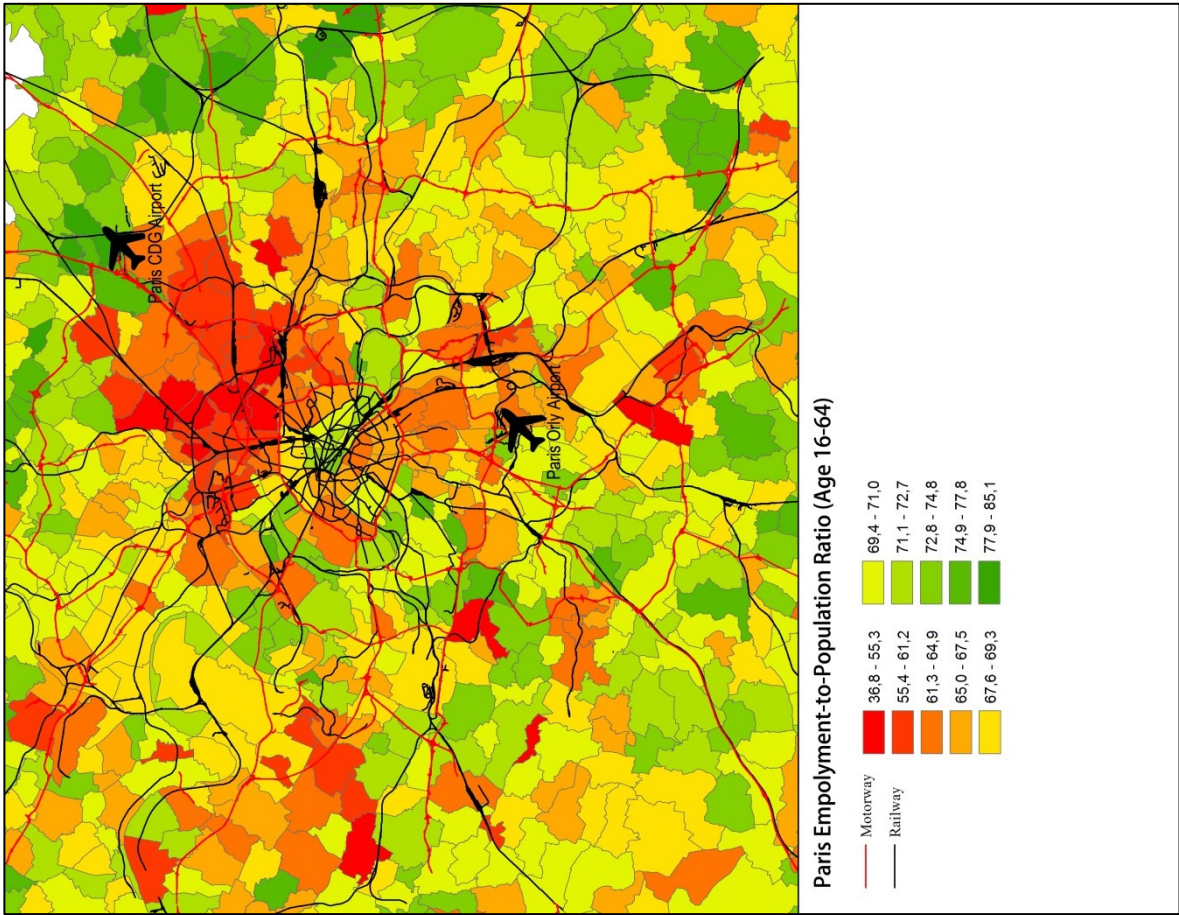 Paris CDG Airport
Paris Orly Airport
Paris Empolyment-to-Population Ratio (Age 16-64)
Motorway
Railway
36,8 - 55,3
55,4 - 61,2
61,3 - 64,9
65,0 - 67,5
67,6 - 69,3
69,4 - 71,0
71,1 - 72,7
72,8 - 74,8
74,9 - 77,8
77,9 - 85,1